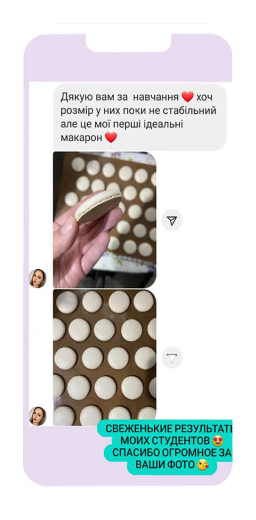 Дякую вам за навчання ❤️ хоч
розмір у них поки не стабільний
але це мої перші ідеальні
макарон ❤️
СВЕЖЕНЬКИЕ РЕЗУЛЬТАТЬ
МОИХ СТУДЕНТОВ 😍
СПАСИБО ОГРОМНОЕ ЗА
ВАШИ ФОТО 😘